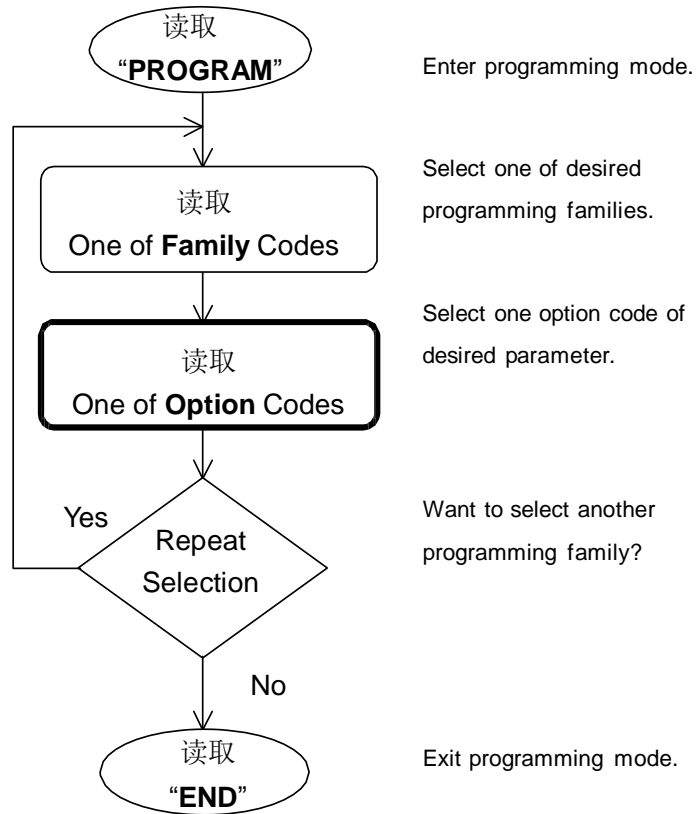 读取
“PROGRAM”
Enter programming mode.
读取
One of Family Codes
Select one of desired
programming families.
读取
One of Option Codes
Select one option code of
desired parameter.
Yes
Repeat
Selection
Want to select another
programming family?
No
读取
“END”
Exit programming mode.